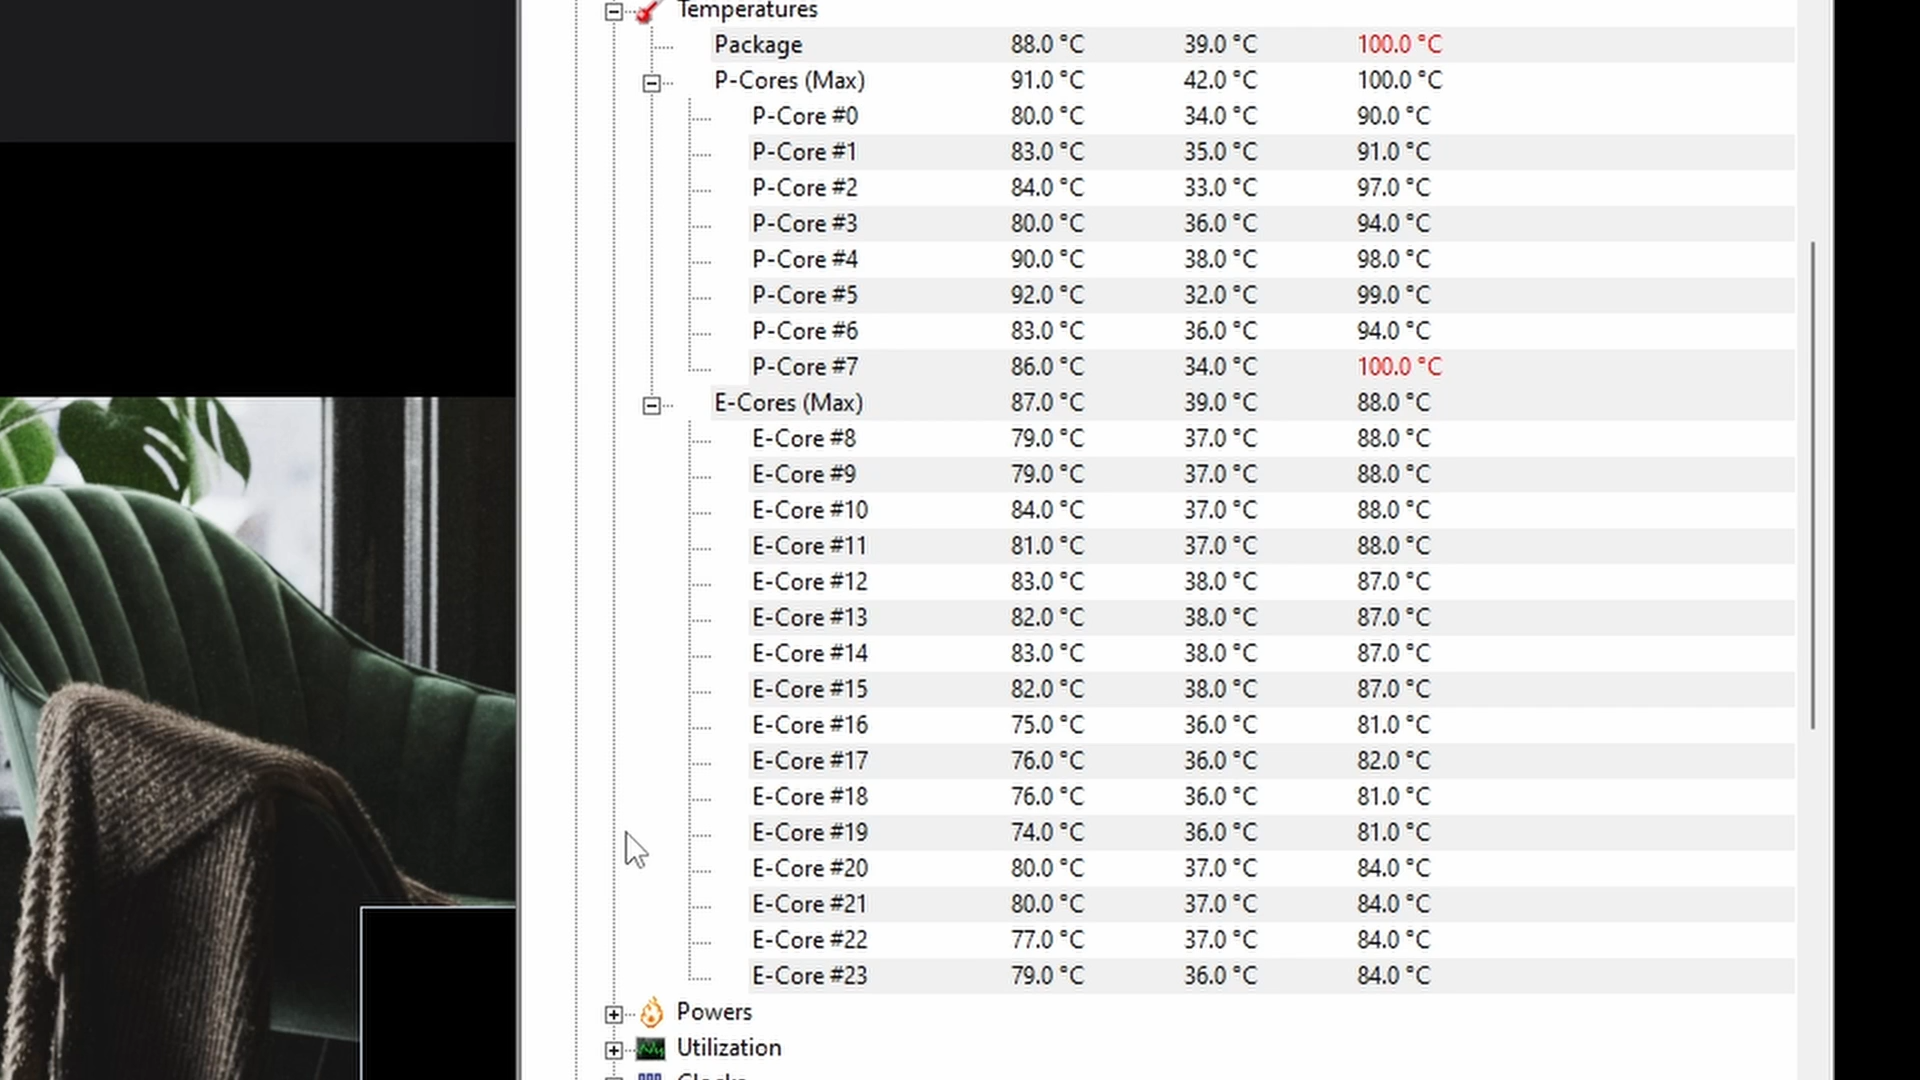 Temperatures
Package 88.0 °C 39.0 °C 100.0 °C
P-Cores (Max) 91.0 °C 42.0 °C 100.0 °C
P-Core #0 80.0 °C 34.0 °C 90.0 °C
P-Core #1 83.0 °C 35.0 °C 91.0 °C
P-Core #2 84.0 °C 33.0 °C 97.0 °C
P-Core #3 80.0 °C 36.0 °C 94.0 °C
P-Core #4 90.0 °C 38.0 °C 98.0 °C
P-Core #5 92.0 °C 32.0 °C 99.0 °C
P-Core #6 83.0 °C 36.0 °C 94.0 °C
P-Core #7 86.0 °C 34.0 °C 100.0 °C
E-Cores (Max) 87.0 °C 39.0 °C 88.0 °C
E-Core #8 79.0 °C 37.0 °C 88.0 °C
E-Core #9 79.0 °C 37.0 °C 88.0 °C
E-Core #10 84.0 °C 37.0 °C 88.0 °C
E-Core #11 81.0 °C 37.0 °C 88.0 °C
E-Core #12 83.0 °C 38.0 °C 87.0 °C
E-Core #13 82.0 °C 38.0 °C 87.0 °C
E-Core #14 83.0 °C 38.0 °C 87.0 °C
E-Core #15 82.0 °C 38.0 °C 87.0 °C
E-Core #16 75.0 °C 36.0 °C 81.0 °C
E-Core #17 76.0 °C 36.0 °C 82.0 °C
E-Core #18 76.0 °C 36.0 °C 81.0 °C
E-Core #19 74.0 °C 36.0 °C 81.0 °C
E-Core #20 80.0 °C 37.0 °C 84.0 °C
E-Core #21 80.0 °C 37.0 °C 84.0 °C
E-Core #22 77.0 °C 37.0 °C 84.0 °C
E-Core #23 79.0 °C 36.0 °C 84.0 °C
Powers
Utilization
Clocks